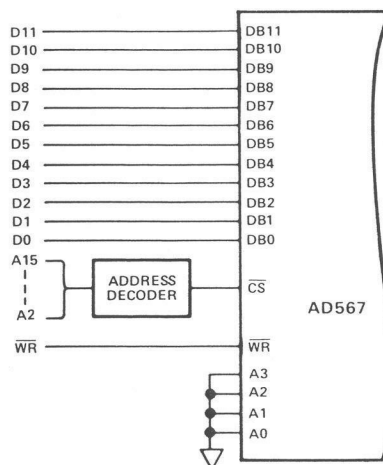 D11 DB11
D10 DB10
D9 DB9
D8 DB8
D7 DB7
D6 DB6
D5 DB5
D4 DB4
D3 DB3
D2 DB2
D1 DB1
D0 DB0
A15
ADDRESS
DECODER
CS
A2
AD567
WR WR
A3
A2
A1
A0